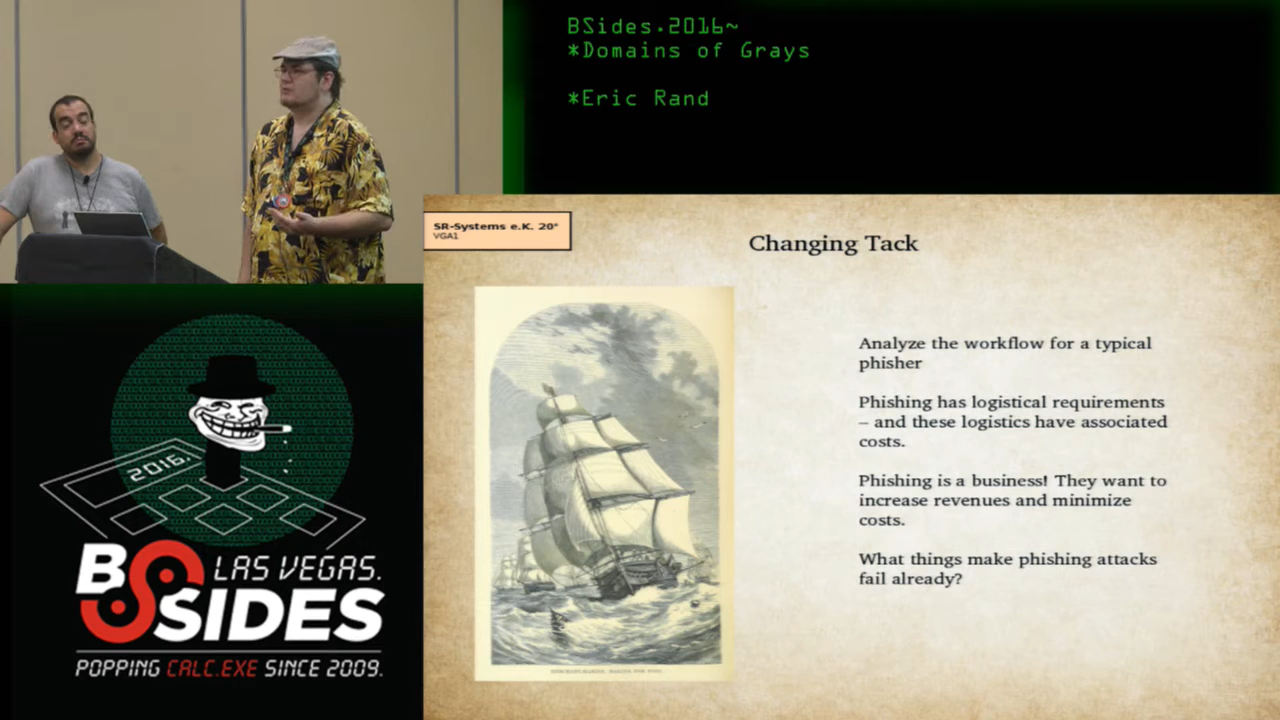 BSides.2016~
*Domains of Grays
*Eric Rand
SR-Systems e.K. 20°
VGA1
Changing Tack
Analyze the workflow for a typical
phisher
Phishing has logistical requirements
– and these logistics have associated
costs.
Phishing is a business! They want to
increase revenues and minimize
costs.
What things make phishing attacks
fail already?
2016.
BSIDES
LAS VEGAS.
POPPING CALC.EXE SINCE 2009.